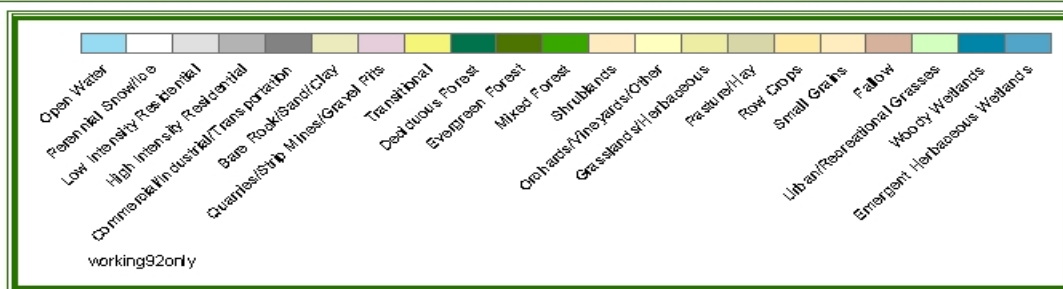 Open Water
Perennial Snow/Ice
Low Intensity Residential
High Intensity Residential
Commercial/Industrial/Transportation
Bare Rock/Sand/Clay
Quarries/Strip Mines/Gravel Pits
Transitional
Deciduous Forest
Evergreen Forest
Mixed Forest
Shrublands
Orchards/Vineyards/Other
Grasslands/Herbaceous
Pasture/Hay
Row Crops
Small Grains
Fallow
Urban/Recreational Grasses
Woody Wetlands
Emergent Herbaceous Wetlands
working92only